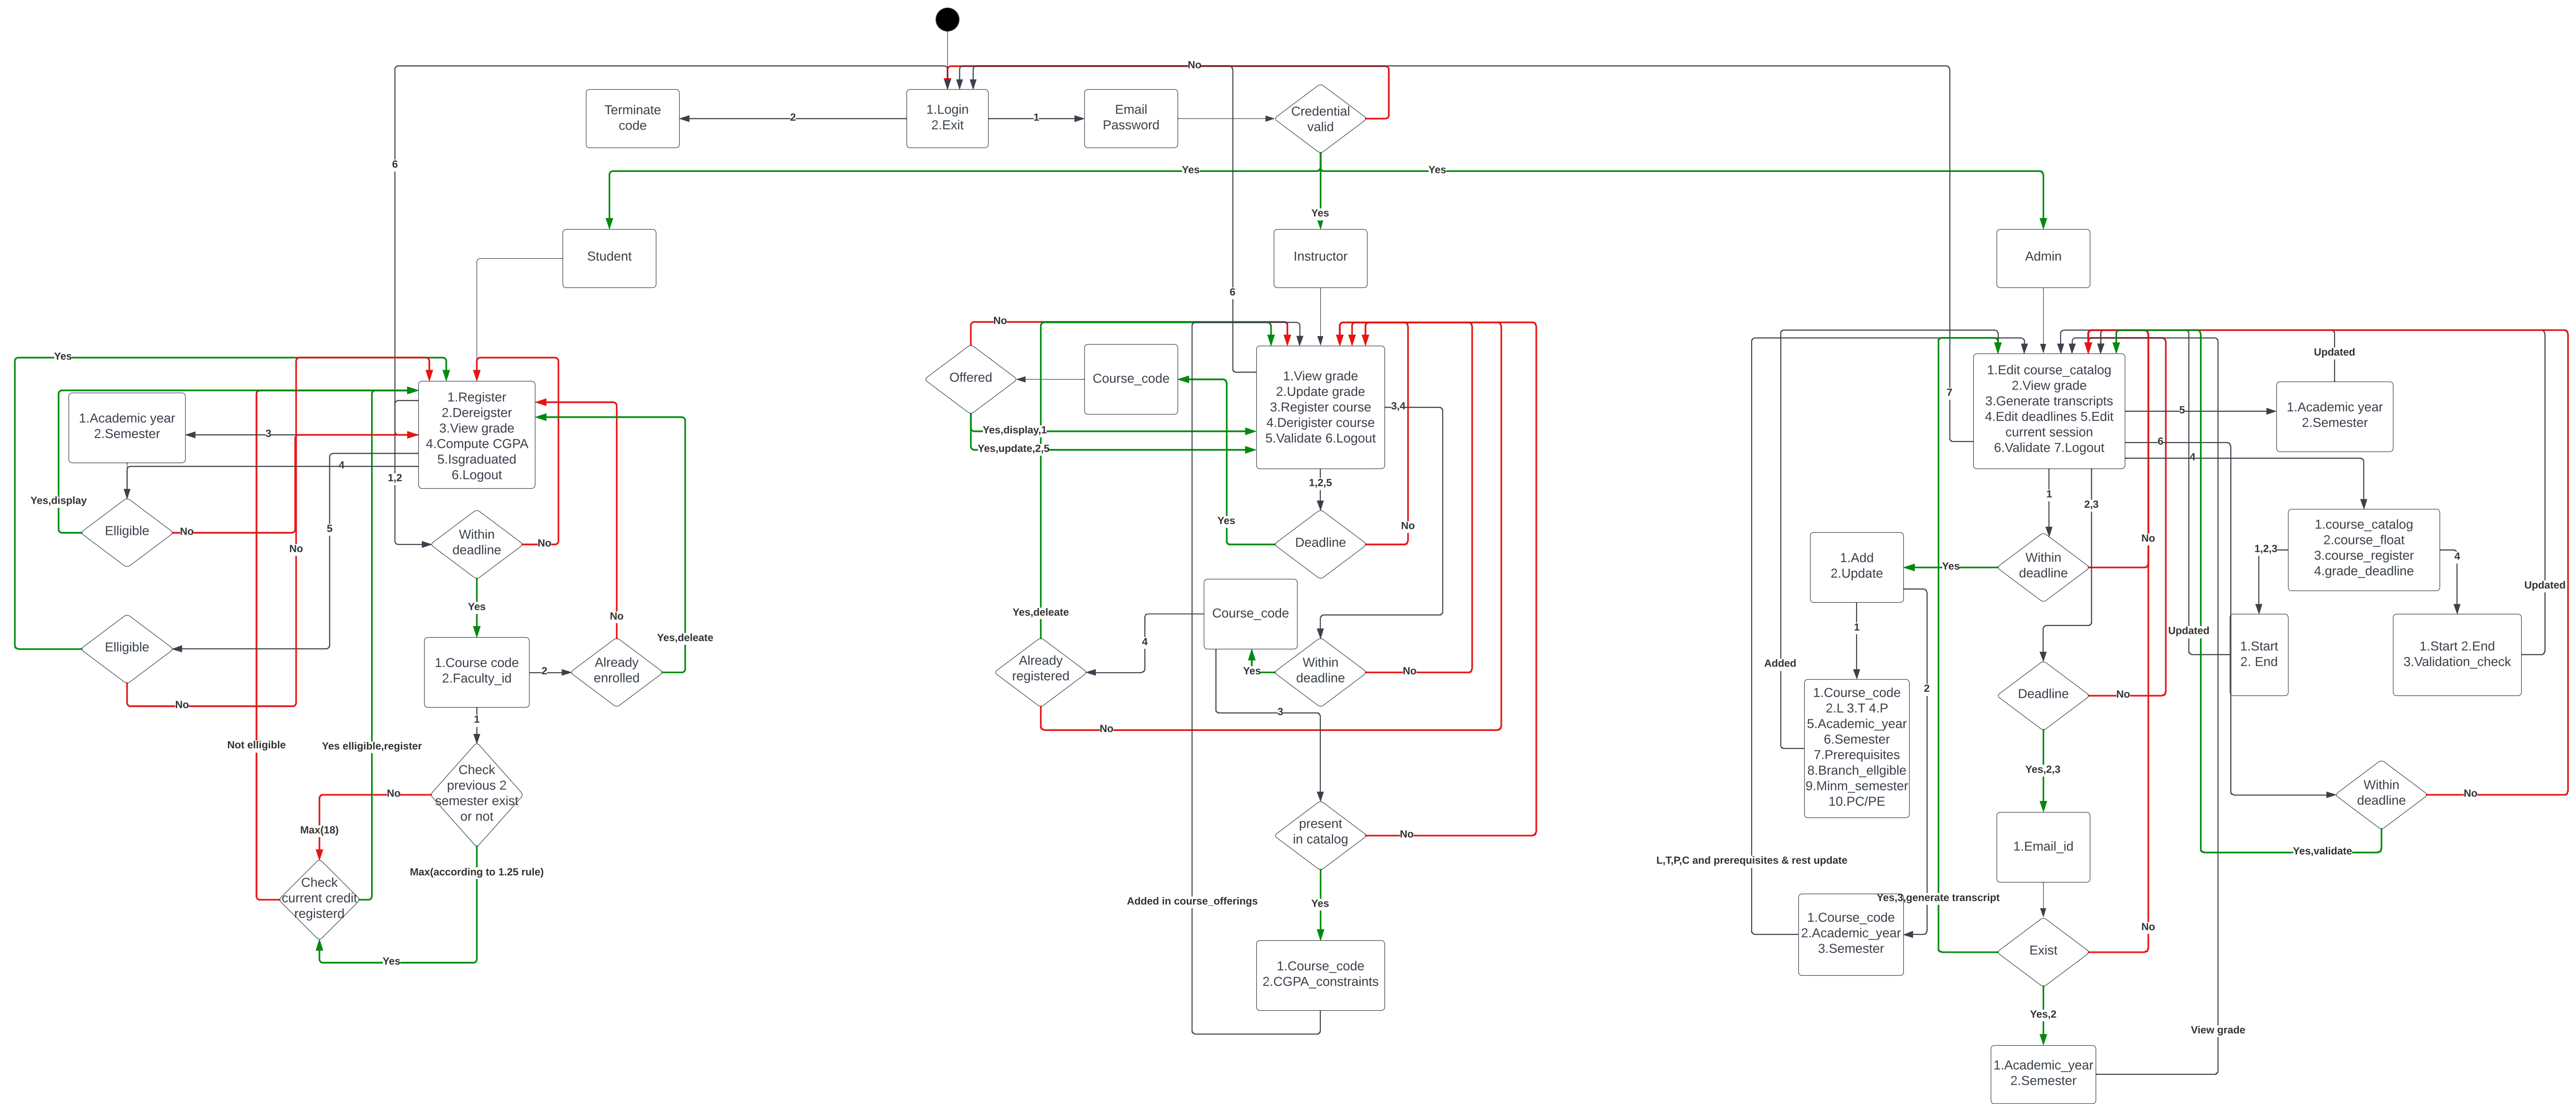 No
Terminate
code
2
1.Login
2.Exit
1
Email
Password
Credential
valid
6
Yes
Yes
Yes
Student
Instructor
Admin
6
7
No
Yes
Offered
Course_code
1.View grade
2.Update grade
3.Register course
4.Derigister course
5.Validate 6.Logout
3,4
Yes,display,1
Yes,update,2,5
1,2,5
Updated
1.Edit course_catalog
2.View grade
3.Generate transcripts
4.Edit deadlines 5.Edit
current session
6.Validate 7.Logout
5
6
4
1.Academic year
2.Semester
1.Academic year
2.Semester
3
1.Register
2.Dereigster
3.View grade
4.Compute CGPA
5.Isgraduated
6.Logout
4
1,2
5
Yes,display
Elligible
No
No
Within
deadline
No
Yes
Yes
Deadline
No
1
2,3
No
1.Add
2.Update
Yes
Within
deadline
1.course_catalog
2.course_float
3.course_register
4.grade_deadline
1,2,3
4
Updated
Elligible
No
1.Course code
2.Faculty_id
2
Already
enrolled
No
Yes,deleate
1
Yes,deleate
Course_code
4
Already
registered
Yes
Within
deadline
No
3
No
1
2
Added
Updated
1.Start
2. End
1.Start 2.End
3.Validation_check
1.Course_code
2.L 3.T 4.P
5.Academic_year
6.Semester
7.Prerequisites
8.Branch_ellgible
9.Minm_semester
10.PC/PE
Deadline
No
Yes,2,3
Not elligible
Yes elligible,register
Check
previous 2
semester exist
or not
No
Max(18)
Max(according to 1.25 rule)
Check
current credit
registerd
Yes
present
in catalog
No
Yes
Added in course_offerings
1.Course_code
2.CGPA_constraints
Within
deadline
No
Yes,validate
1.Email_id
L,T,P,C and prerequisites & rest update
Yes,3,generate transcript
1.Course_code
2.Academic_year
3.Semester
Exist
No
Yes,2
View grade
1.Academic_year
2.Semester